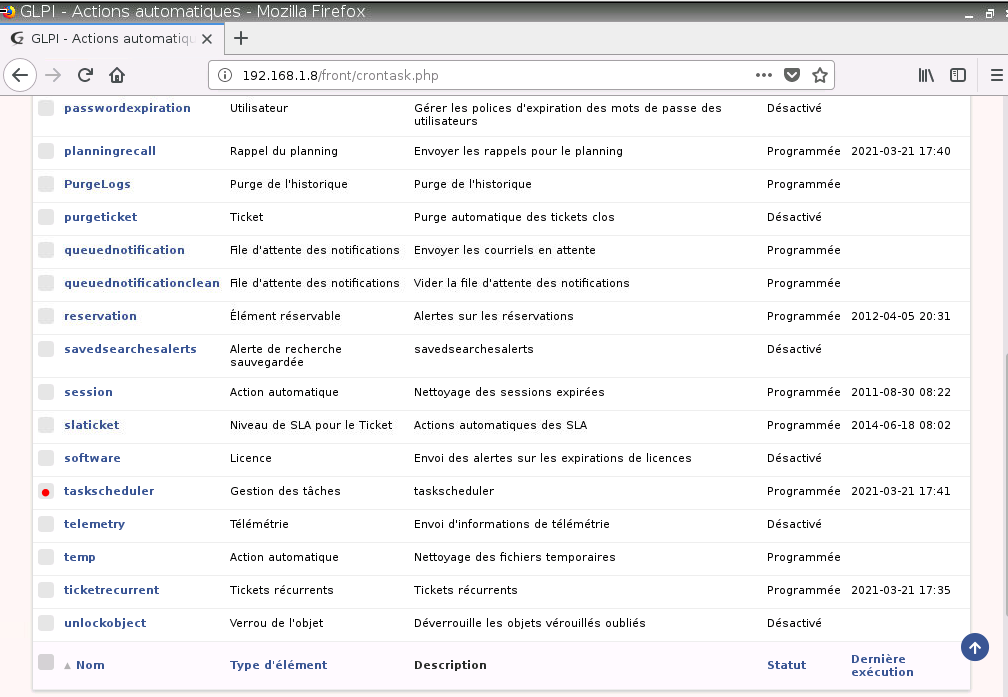 GLPI - Actions automatiques - Mozilla Firefox
GLPI - Actions automatiqu
192.168.1.8/front/crontask.php
passwordexpiration Utilisateur Gérer les polices d'expiration des mots de passe des utilisateurs Désactivé
planningrecall Rappel du planning Envoyer les rappels pour le planning Programmée 2021-03-21 17:40
PurgeLogs Purge de l'historique Purge de l'historique Programmée
purgeticket Ticket Purge automatique des tickets clos Désactivé
queuednotification File d'attente des notifications Envoyer les courriels en attente Programmée
queuednotificationclean File d'attente des notifications Vider la file d'attente des notifications Programmée
reservation Élément réservable Alertes sur les réservations Programmée 2012-04-05 20:31
savedsearchesalerts Alerte de recherche sauvegardée savedsearchesalerts Désactivé
session Action automatique Nettoyage des sessions expirées Programmée 2011-08-30 08:22
slaticket Niveau de SLA pour le Ticket Actions automatiques des SLA Programmée 2014-06-18 08:02
software Licence Envoi des alertes sur les expirations de licences Désactivé
taskscheduler Gestion des tâches taskscheduler Programmée 2021-03-21 17:41
telemetry Télémétrie Envoi d'informations de télémétrie Désactivé
temp Action automatique Nettoyage des fichiers temporaires Programmée
ticketrecurrent Tickets récurrents Tickets récurrents Programmée 2021-03-21 17:35
unlockobject Verrou de l'objet Déverrouille les objets vérouillés oubliés Désactivé
Nom Type d'élément Description Statut Dernière exécution